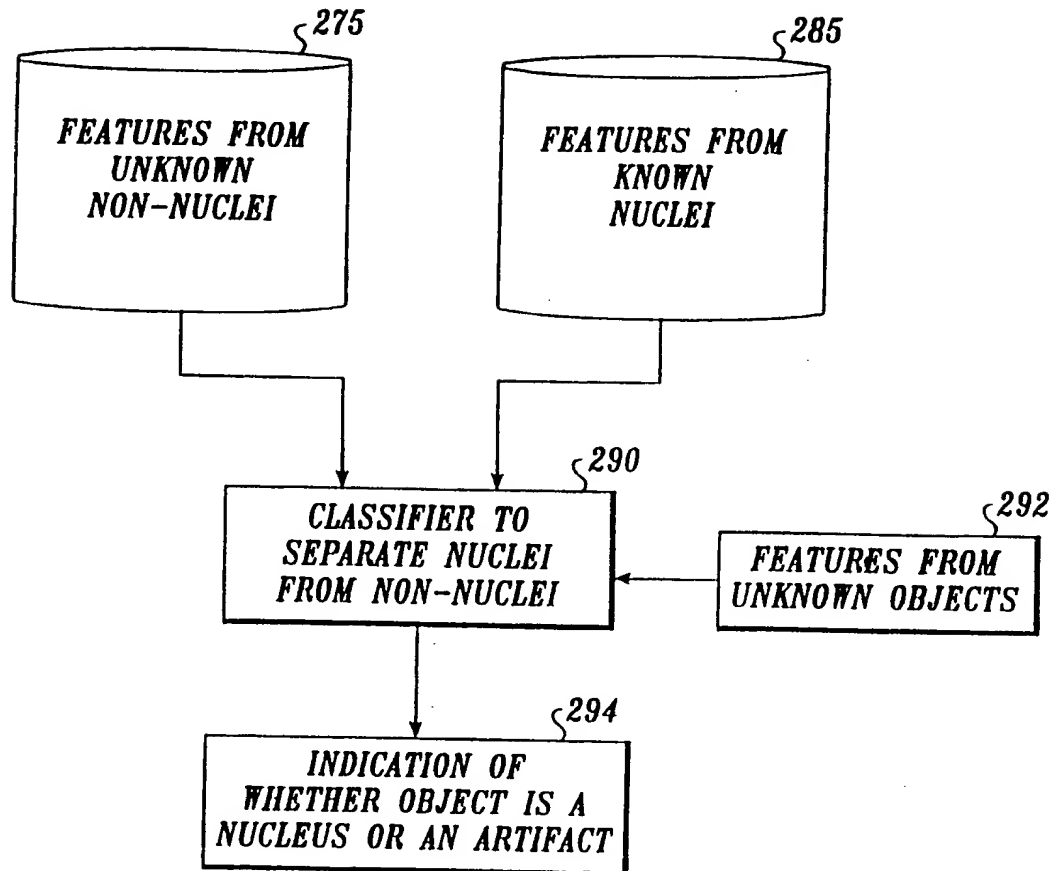 275
FEATURES FROM
UNKNOWN
NON-NUCLEI
285
FEATURES FROM
KNOWN
NUCLEI
290
CLASSIFIER TO
SEPARATE NUCLEI
FROM NON-NUCLEI
292
FEATURES FROM
UNKNOWN OBJECTS
294
INDICATION OF
WHETHER OBJECT IS A
NUCLEUS OR AN ARTIFACT